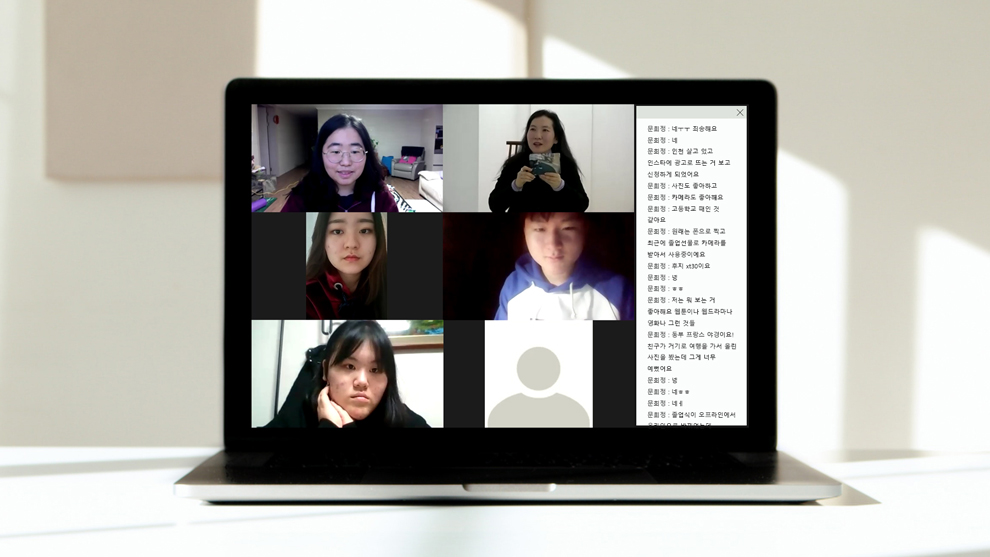 문희정 : 네ㅜㅜ 죄송해요
문희정 : 네
문희정 : 인천 살고 있고
인스타에 광고로 뜨는 거 보고
신청하게 되었어요
문희정 : 사진도 좋아하고
문희정 : 카메라도 좋아해요
문희정 : 고등학교 때인 것
같아요
문희정 : 원래는 폰으로 찍고
최근에 졸업선물로 카메라를
받아서 사용중이에요
문희정 : 후지 xt30이요
문희정 : 넹
문희정 : ㅎㅎ
문희정 : 저는 뭐 보는 거
좋아해요 웹툰이나 웹드라마나
영화나 그런 것들
문희정 : 동부 프랑스 야경이요!
친구가 거기로 여행을 가서 올린
사진을 봤는데 그게 너무
예뻤어요
문희정 : 넹
문희정 : 네ㅎㅎ
문희정 : 네
문희정 : 졸업식이 오프라인에서